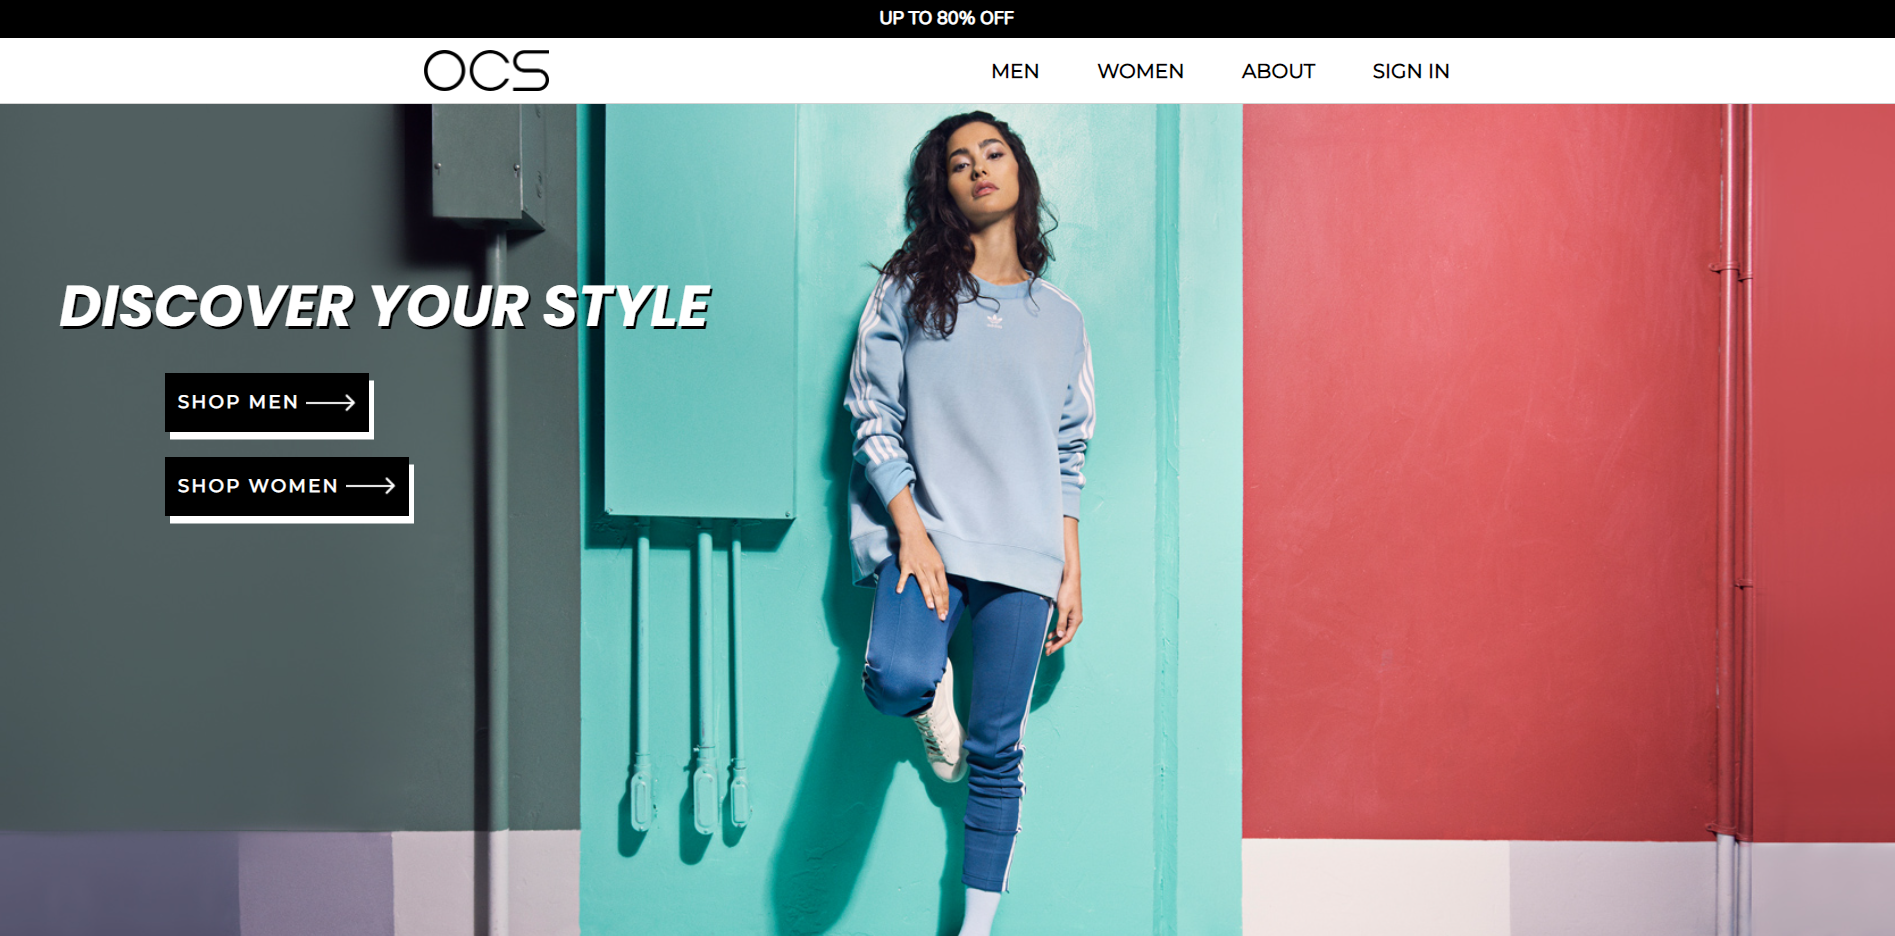 UP TO 80% OFF
OCS
MEN
WOMEN
ABOUT
SIGN IN
DISCOVER YOUR STYLE
SHOP MEN
SHOP WOMEN